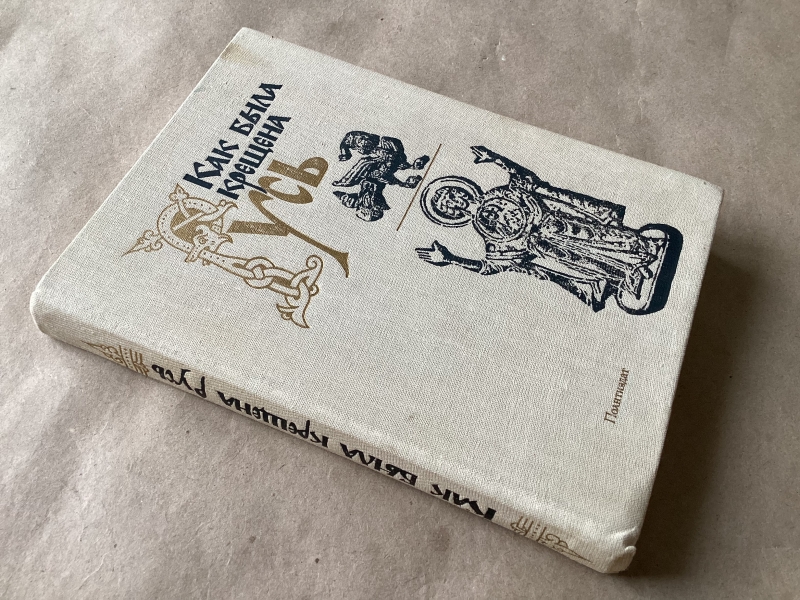 Как была
крещена
Русь
Политиздат
Как была крещена Русь